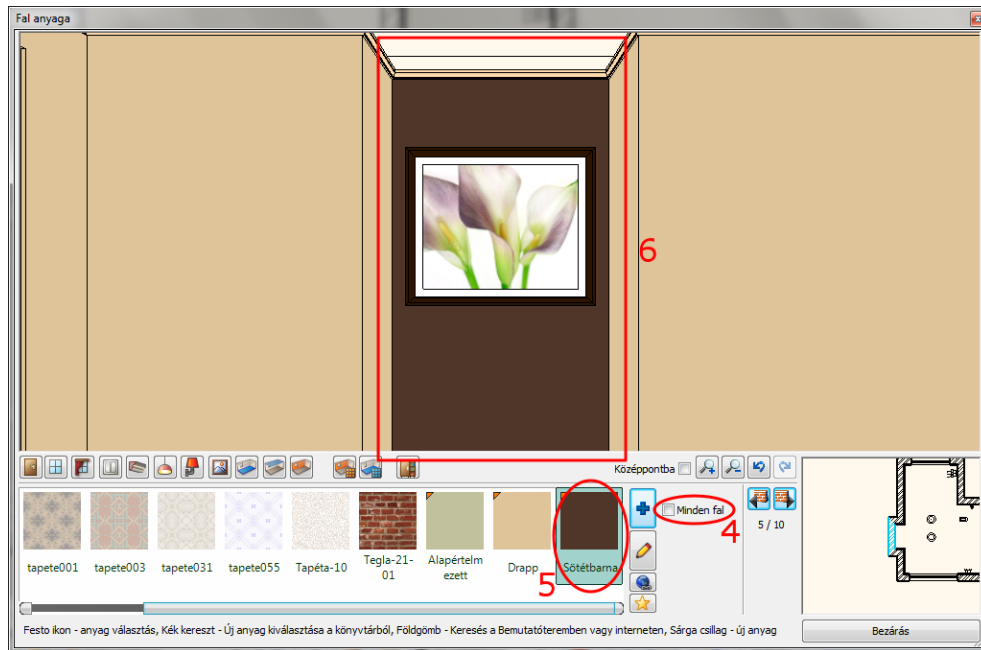 Fal anyaga
6
Középpontba
Minden fal
4
5 / 10
tapete001
tapete003
tapete031
tapete055
Tapéta-10
Tegla-21-
01
Alapértelm
ezett
Drapp
Sötétbarna
5
Festo ikon - anyag választás, Kék kereszt - Új anyag kiválasztása a könyvtárból, Földgömb - Keresés a Bemutatóteremben vagy interneten, Sárga csillag - új anyag
Bezárás